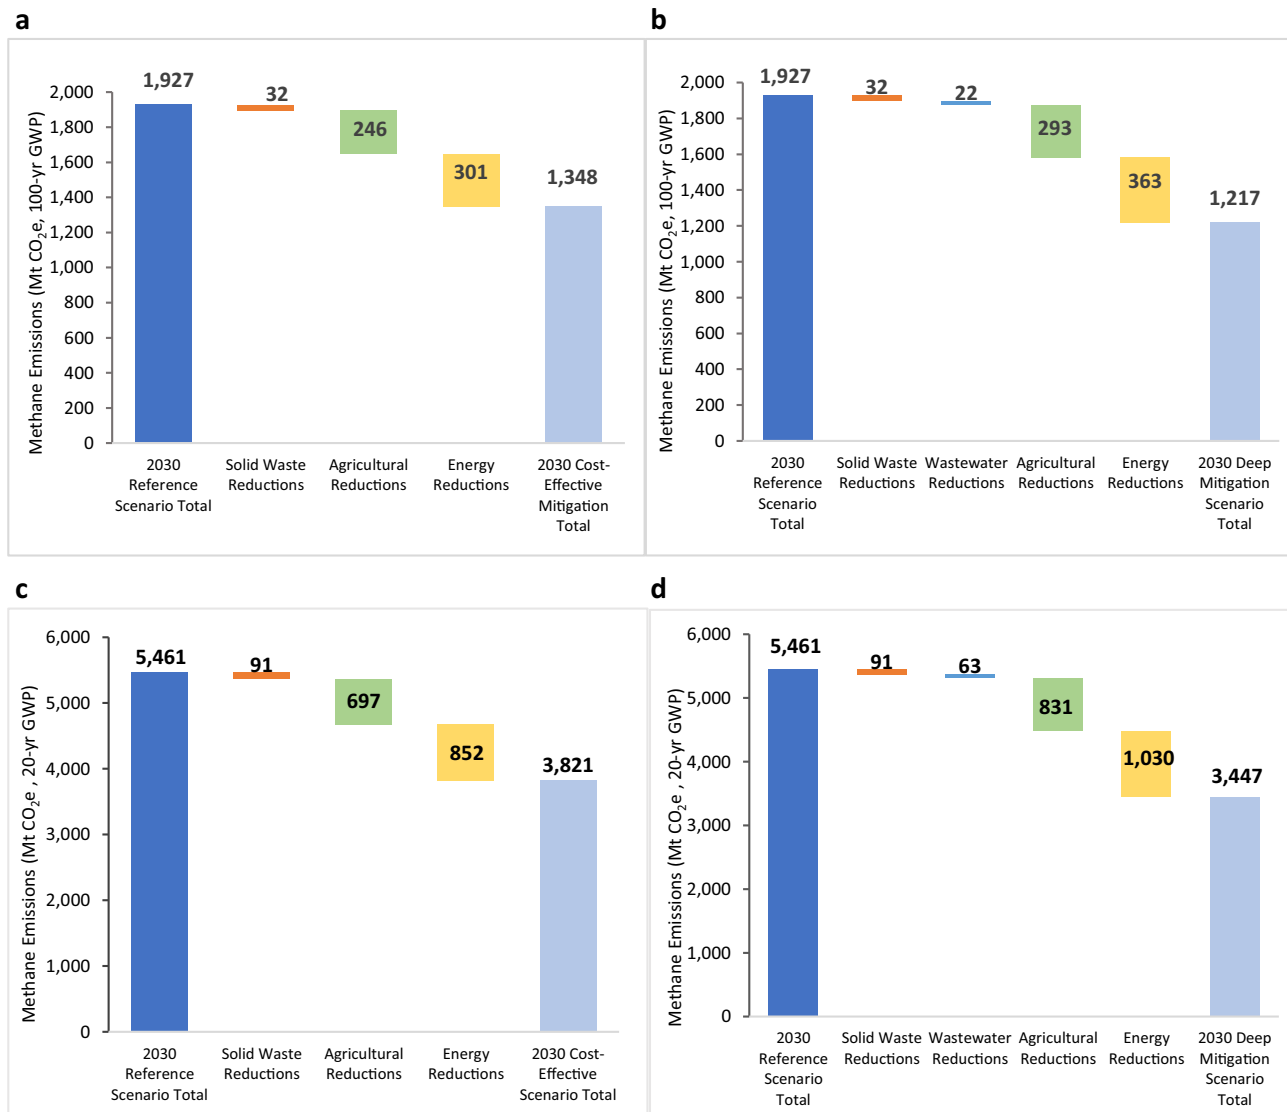 a
Methane Emissions (Mt CO₂e, 100-yr GWP)
2,000
1,800
1,600
1,400
1,200
1,000
800
600
400
200
0
1,927
32
246
301
1,348
2030
Reference
Scenario Total
Solid Waste
Reductions
Agricultural
Reductions
Energy
Reductions
2030 Cost-
Effective
Mitigation
Total
b
Methane Emissions (Mt CO₂e, 100-yr GWP)
2,000
1,800
1,600
1,400
1,200
1,000
800
600
400
200
0
1,927
32
22
293
363
1,217
2030
Reference
Scenario
Total
Solid Waste
Reductions
Wastewater
Reductions
Agricultural
Reductions
Energy
Reductions
2030 Deep
Mitigation
Scenario
Total
c
Methane Emissions (Mt CO₂e , 20-yr GWP)
6,000
5,000
4,000
3,000
2,000
1,000
0
5,461
91
697
852
3,821
2030
Reference
Scenario Total
Solid Waste
Reductions
Agricultural
Reductions
Energy
Reductions
2030 Cost-
Effective
Scenario Total
d
Methane Emissions (Mt CO₂e , 20-yr GWP)
6,000
5,000
4,000
3,000
2,000
1,000
0
5,461
91
63
831
1,030
3,447
2030
Reference
Scenario
Total
Solid Waste
Reductions
Wastewater
Reductions
Agricultural
Reductions
Energy
Reductions
2030 Deep
Mitigation
Scenario
Total